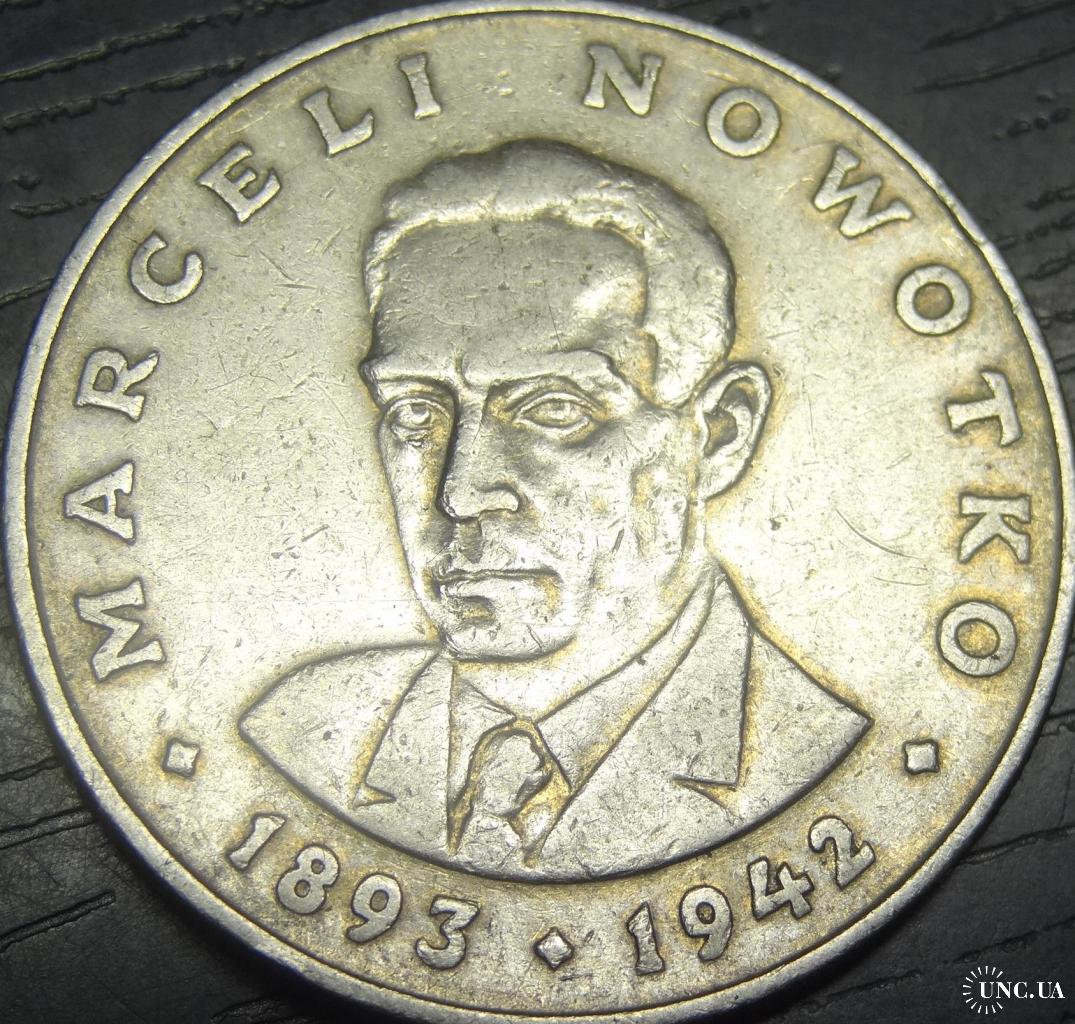 MARCELI NOWOTKO
1893 ◆ 1942
UNC.UA